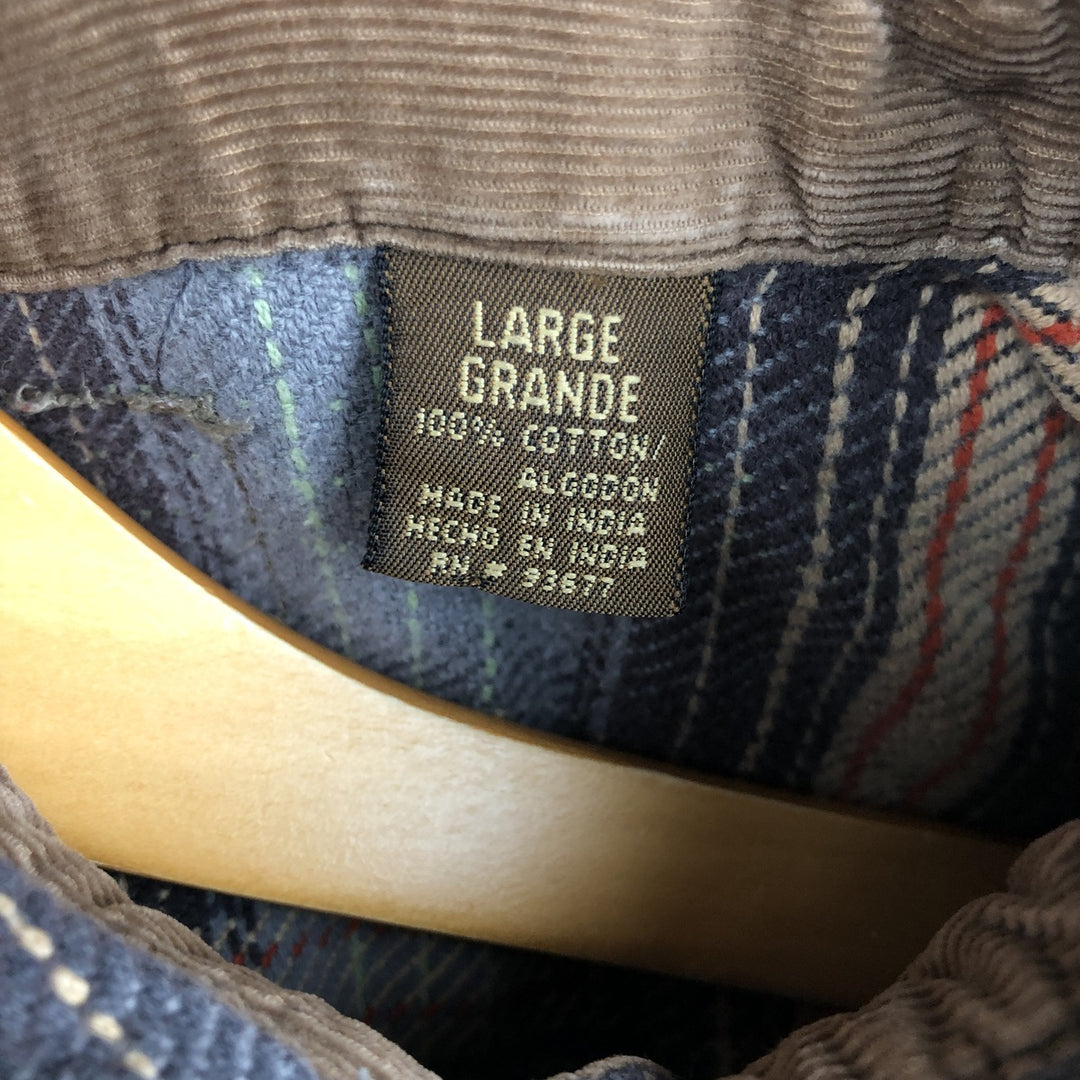 LARGE
GRANDE
100% COTTON/
ALGODÓN
MADE IN INDIA
HECHO EN INDIA
RN # 93677